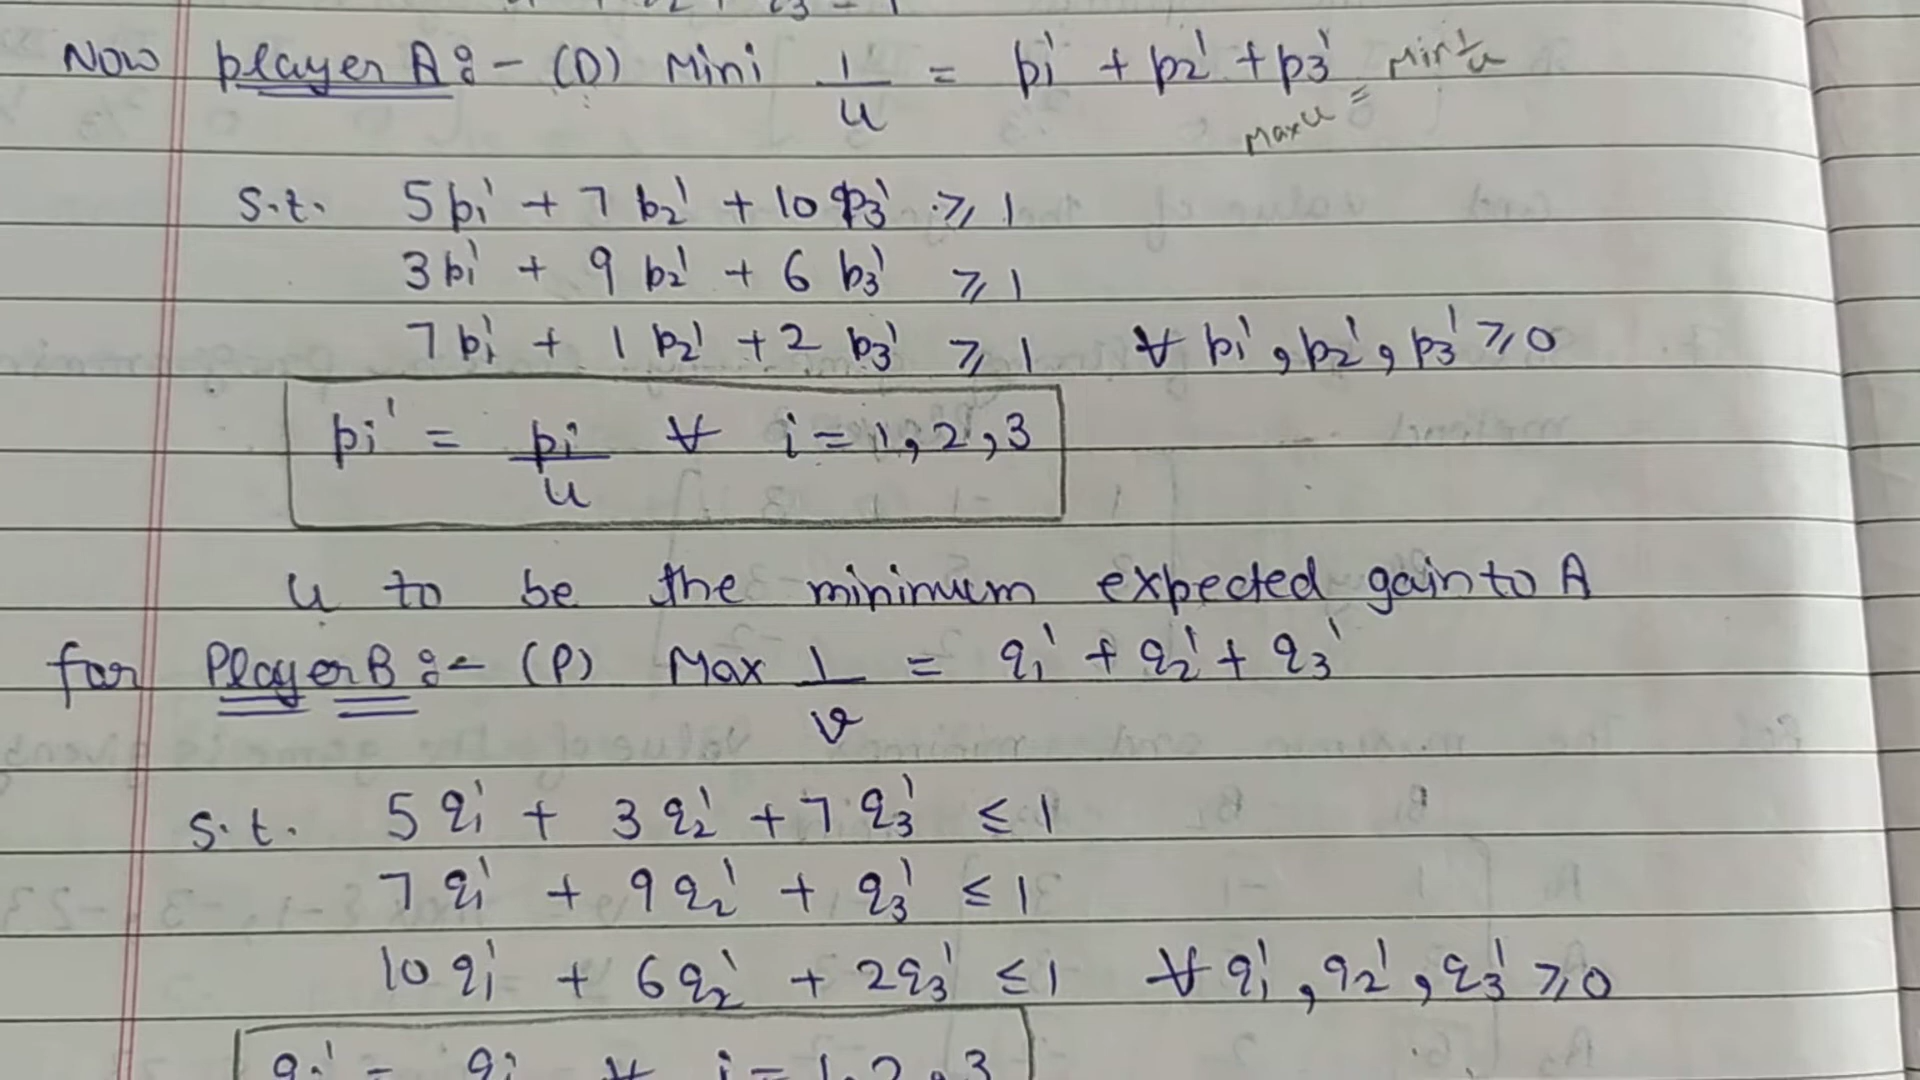 Now player A :- (D) Mini 1/u = p1' + p2' + p3' Min 1/u
Max u =
s.t. 5p1' + 7p2' + 10p3' ≥ 1
3p1' + 9p2' + 6p3' ≥ 1
7p1' + 1p2' + 2p3' ≥ 1 ∀ p1', p2', p3' ≥ 0
pi' = pi/u ∀ i = 1, 2, 3
u to be the minimum expected gain to A
for Player B :- (P) Max 1/v = q1' + q2' + q3'
s.t. 5q1' + 3q2' + 7q3' ≤ 1
7q1' + 9q2' + q3' ≤ 1
10q1' + 6q2' + 2q3' ≤ 1 ∀ q1', q2', q3' ≥ 0